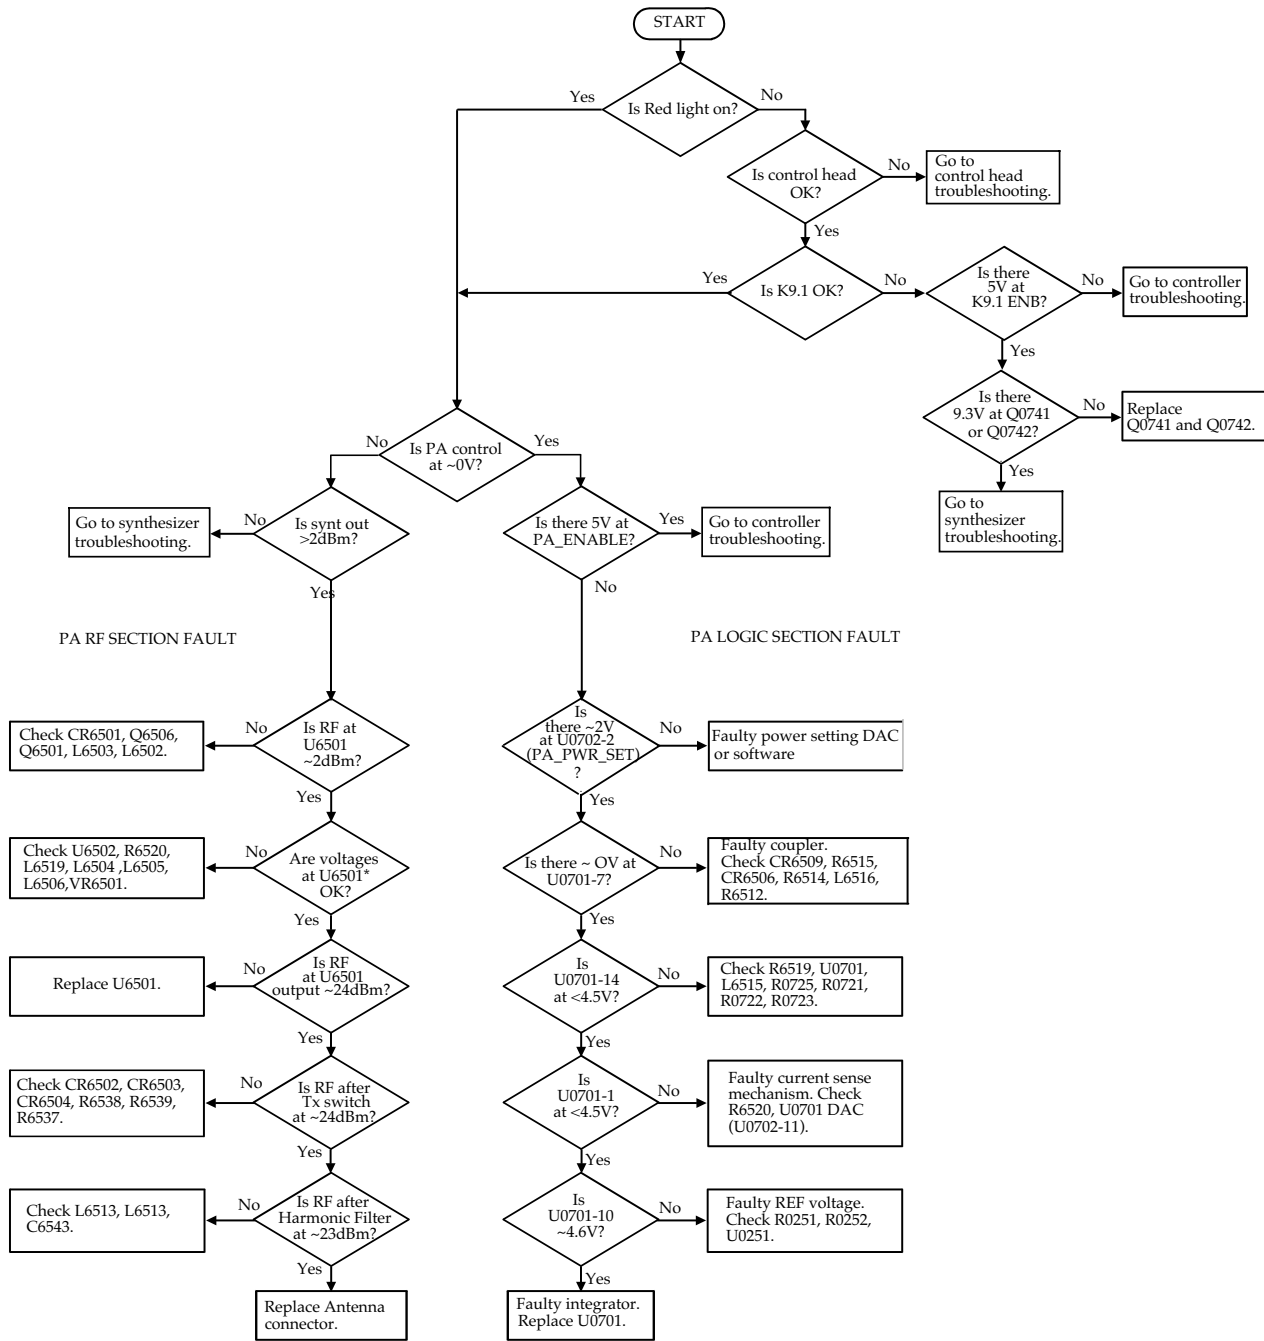 START
Yes
Is Red light on?
No
Is control head
OK?
No
Go to
control head
troubleshooting.
Yes
Yes
Is K9.1 OK?
No
Is there
5V at
K9.1 ENB?
No
Go to controller
troubleshooting.
Yes
Is there
9.3V at Q0741
or Q0742?
No
Replace
Q0741 and Q0742.
Yes
Go to
synthesizer
troubleshooting.
No
Is PA control
at ~0V?
Yes
Go to synthesizer
troubleshooting.
No
Is synt out
>2dBm?
Yes
Is there 5V at
PA_ENABLE?
Yes
Go to controller
troubleshooting.
No
PA RF SECTION FAULT
PA LOGIC SECTION FAULT
Check CR6501, Q6506,
Q6501, L6503, L6502.
No
Is RF at
U6501
~2dBm?
Yes
Is
there ~2V
at U0702-2
(PA_PWR_SET)
?
No
Faulty power setting DAC
or software
Yes
Check U6502, R6520,
L6519, L6504 ,L6505,
L6506,VR6501.
No
Are voltages
at U6501*
OK?
Yes
Is there ~ OV at
U0701-7?
No
Faulty coupler.
Check CR6509, R6515,
CR6506, R6514, L6516,
R6512.
Yes
Replace U6501.
No
Is RF
at U6501
output ~24dBm?
Yes
Is
U0701-14
at <4.5V?
No
Check R6519, U0701,
L6515, R0725, R0721,
R0722, R0723.
Yes
Check CR6502, CR6503,
CR6504, R6538, R6539,
R6537.
No
Is RF after
Tx switch
at ~24dBm?
Yes
Is
U0701-1
at <4.5V?
No
Faulty current sense
mechanism. Check
R6520, U0701 DAC
(U0702-11).
Yes
Check L6513, L6513,
C6543.
No
Is RF after
Harmonic Filter
at ~23dBm?
Yes
Is
U0701-10
~4.6V?
No
Faulty REF voltage.
Check R0251, R0252,
U0251.
Yes
Replace Antenna
connector.
Faulty integrator.
Replace U0701.